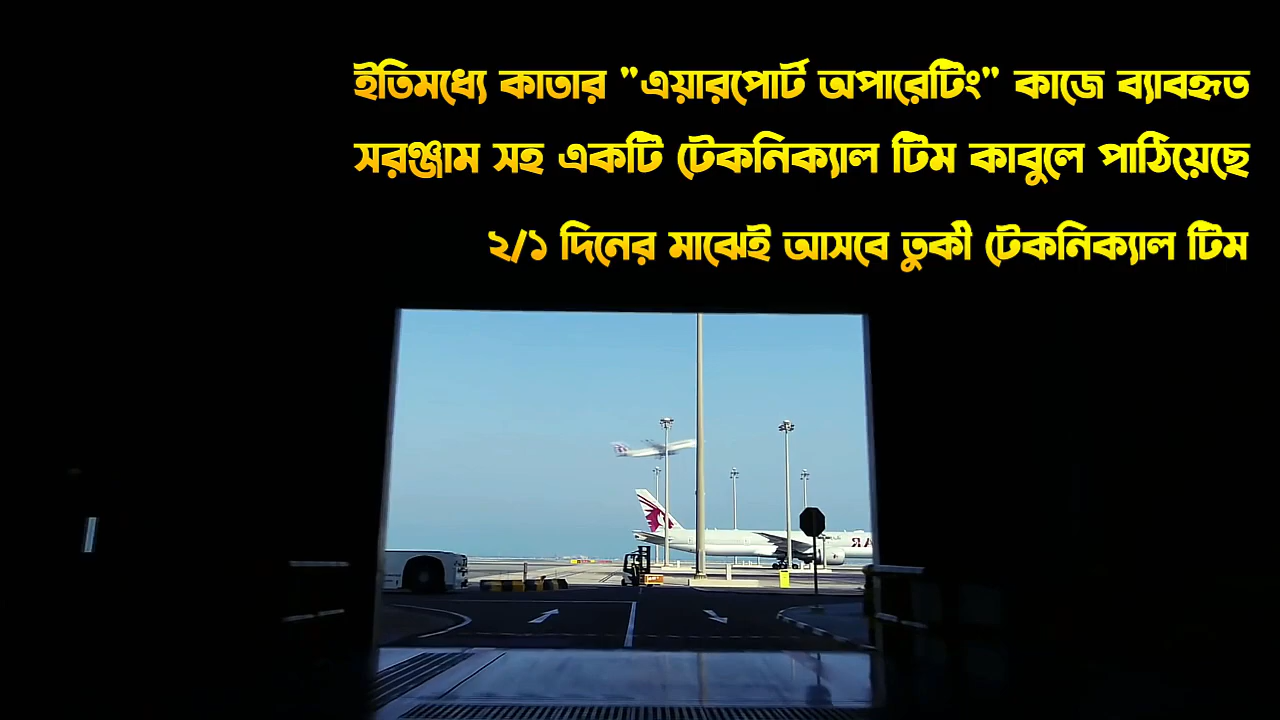 ইতিমধ্যে কাতার "এয়ারপোর্ট অপারেটিং" কাজে ব্যাবহৃত
সরঞ্জাম সহ একটি টেকনিক্যাল টিম কাবুলে পাঠিয়েছে
২/১ দিনের মাঝেই আসবে তুর্কী টেকনিক্যাল টিম